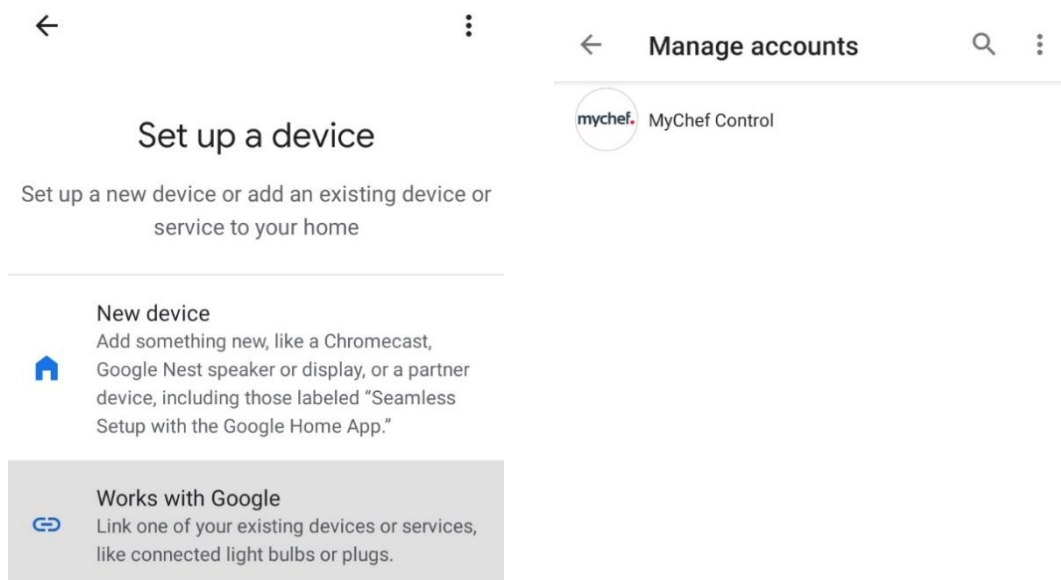 Set up a device
Set up a new device or add an existing device or
service to your home
New device
Add something new, like a Chromecast,
Google Nest speaker or display, or a partner
device, including those labeled “Seamless
Setup with the Google Home App.”
Works with Google
Link one of your existing devices or services,
like connected light bulbs or plugs.
Manage accounts
mychef. MyChef Control